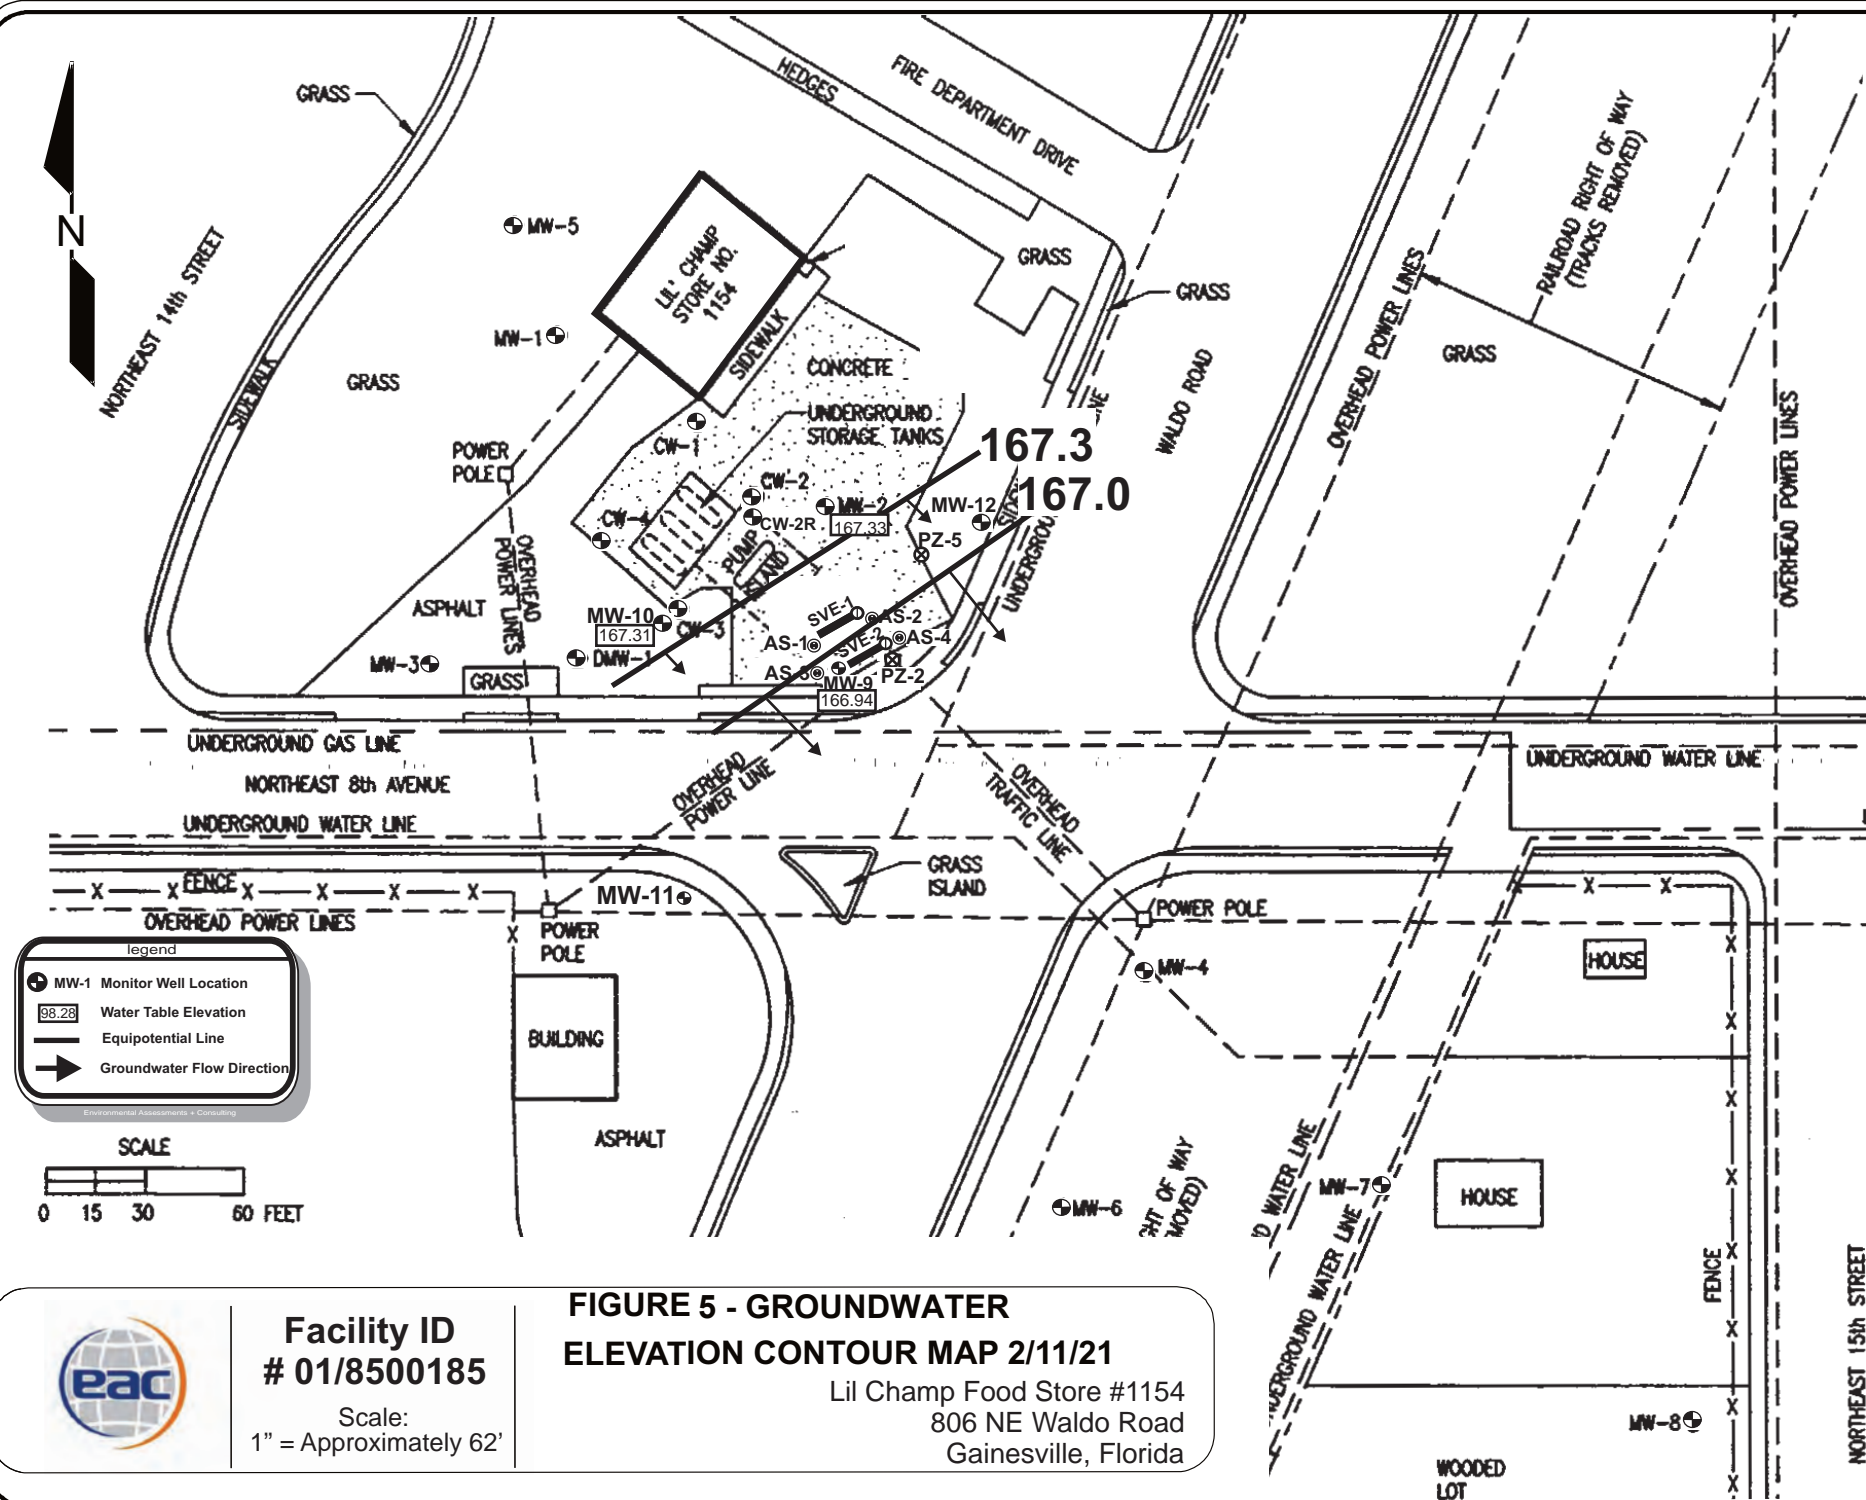 GRASS
HEDGES
FIRE DEPARTMENT DRIVE
N
NORTHEAST 14th STREET
MW-5
LIL' CHAMP
STORE NO.
1154
GRASS
GRASS
RAILROAD RIGHT OF WAY
(TRACKS REMOVED)
MW-1
SIDEWALK
SIDEWALK
GRASS
CONCRETE
WALDO ROAD
OVERHEAD POWER LINES
GRASS
OVERHEAD POWER LINES
UNDERGROUND
STORAGE TANKS
CW-1
POWER
POLE
167.3
167.0
CW-2
MW-2
MW-12
CW-4
CW-2R
167.33
PZ-5
PUMP
ISLAND
OVERHEAD
POWER LINES
ASPHALT
MW-10
167.31
CW-3
SVE-1
AS-2
AS-1
SVE-2
AS-4
MW-3
DMW-1
GRASS
AS-3
MW-9
PZ-2
166.94
UNDERGROUND GAS LINE
NORTHEAST 8th AVENUE
UNDERGROUND WATER LINE
OVERHEAD
POWER LINE
OVERHEAD
TRAFFIC LINE
UNDERGROUND WATER LINE
GRASS
ISLAND
FENCE
OVERHEAD POWER LINES
MW-11
POWER
POLE
POWER POLE
MW-4
HOUSE
legend
MW-1 Monitor Well Location
98.28 Water Table Elevation
Equipotential Line
Groundwater Flow Direction
Environmental Assessments + Consulting
BUILDING
ASPHALT
SCALE
0 15 30 60 FEET
MW-6
GHT OF WAY
MOVED)
D WATER LINE
MW-7
HOUSE
NDERGROUND WATER LINE
FENCE
NORTHEAST 15th STREET
MW-8
WOODED
LOT
eac
Facility ID
# 01/8500185
Scale:
1” = Approximately 62’
FIGURE 5 - GROUNDWATER
ELEVATION CONTOUR MAP 2/11/21
Lil Champ Food Store #1154
806 NE Waldo Road
Gainesville, Florida